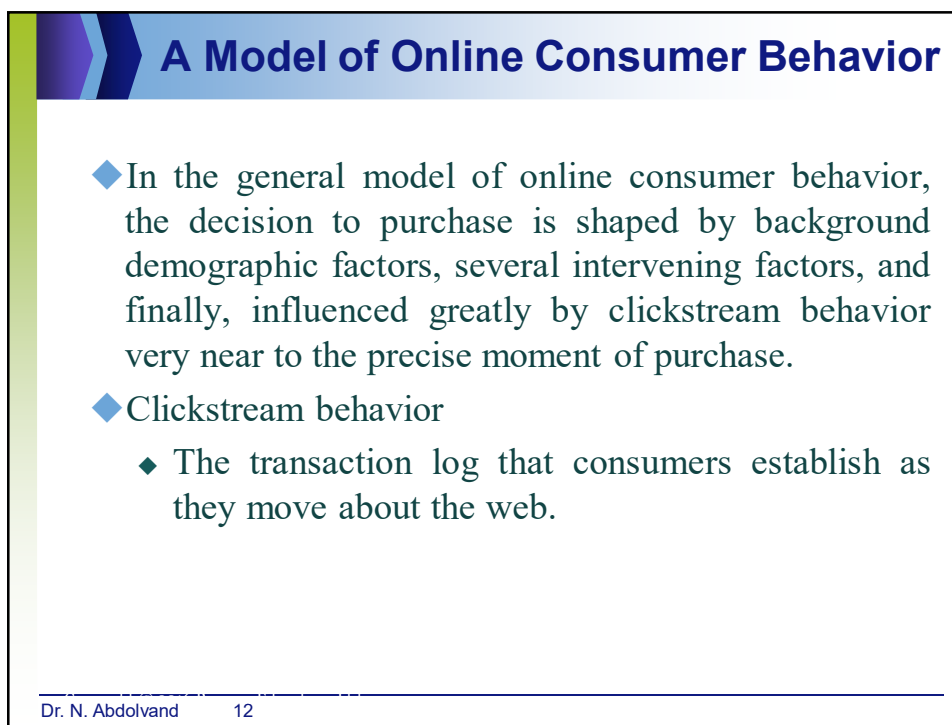 A Model of Online Consumer Behavior
In the general model of online consumer behavior,
the decision to purchase is shaped by background
demographic factors, several intervening factors, and
finally, influenced greatly by clickstream behavior
very near to the precise moment of purchase.
Clickstream behavior
The transaction log that consumers establish as
they move about the web.
Dr. N. Abdolvand 12